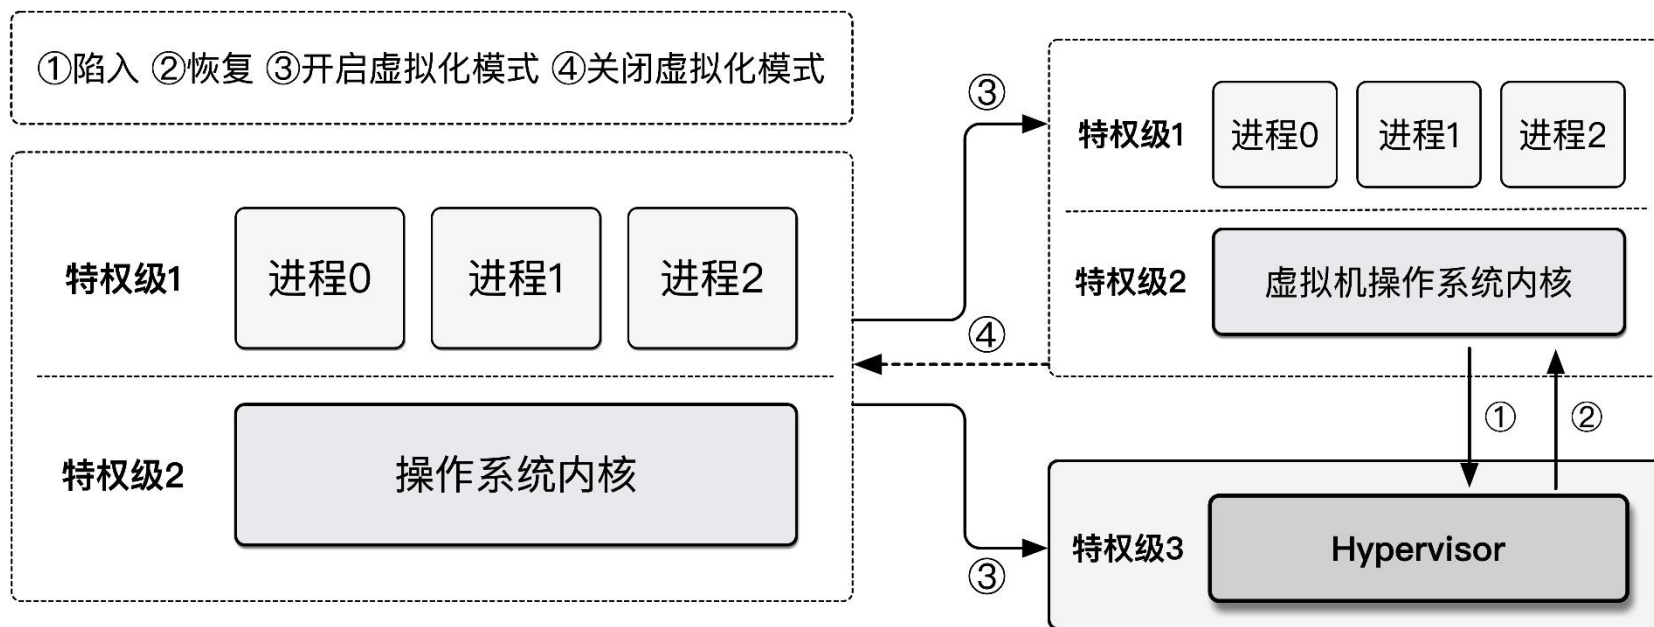 ①陷入 ②恢复 ③开启虚拟化模式 ④关闭虚拟化模式
特权级1 进程0 进程1 进程2
特权级2 操作系统内核
③
④
③
特权级1 进程0 进程1 进程2
特权级2 虚拟机操作系统内核
① ②
特权级3 Hypervisor